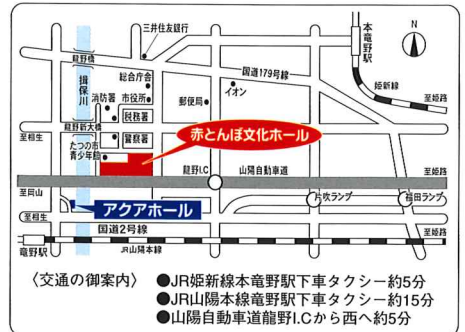 三井住友銀行
本竜野駅
龍野橋
国道179号線
揖保川
総合庁舎
イオン
姫新線
消防署
市役所
郵便局
至姫路
税務署
至相生
龍野新大橋
警察署
赤とんぼ文化ホール
たつの市
青少年館
龍野I.C
山陽自動車道
至姫路
至岡山
片吹ランプ
福田ランプ
アクアホール
至相生
国道2号線
至姫路
竜野駅
JR山陽本線
〈交通の御案内〉
●JR姫新線本竜野駅下車タクシー約5分
●JR山陽本線竜野駅下車タクシー約15分
●山陽自動車道龍野I.Cから西へ約5分